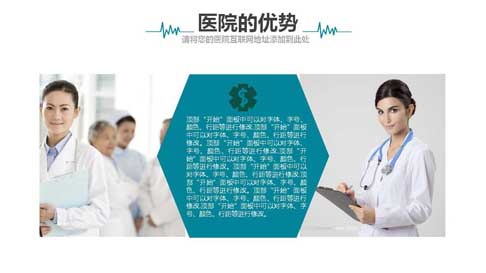 医院的优势
请将您的医院互联网地址添加到此处
顶部“开始”面板中可以对字体、字号、
颜色、行距等进行修改.顶部“开始”面板
中可以对字体、字号、颜色、行距等进行
修改。顶部“开始”面板中可以对字体、
字号、颜色、行距等进行修改.顶部“开
始”面板中可以对字体、字号、颜色、行
距等进行修改。顶部“开始”面板中可以
对字体、字号、颜色、行距等进行修改.顶
部“开始”面板中可以对字体、字号、颜
色、行距等进行修改。顶部“开始”面板
中可以对字体、字号、颜色、行距等进行
修改.顶部“开始”面板中可以对字体、字
号、颜色、行距等进行修改。